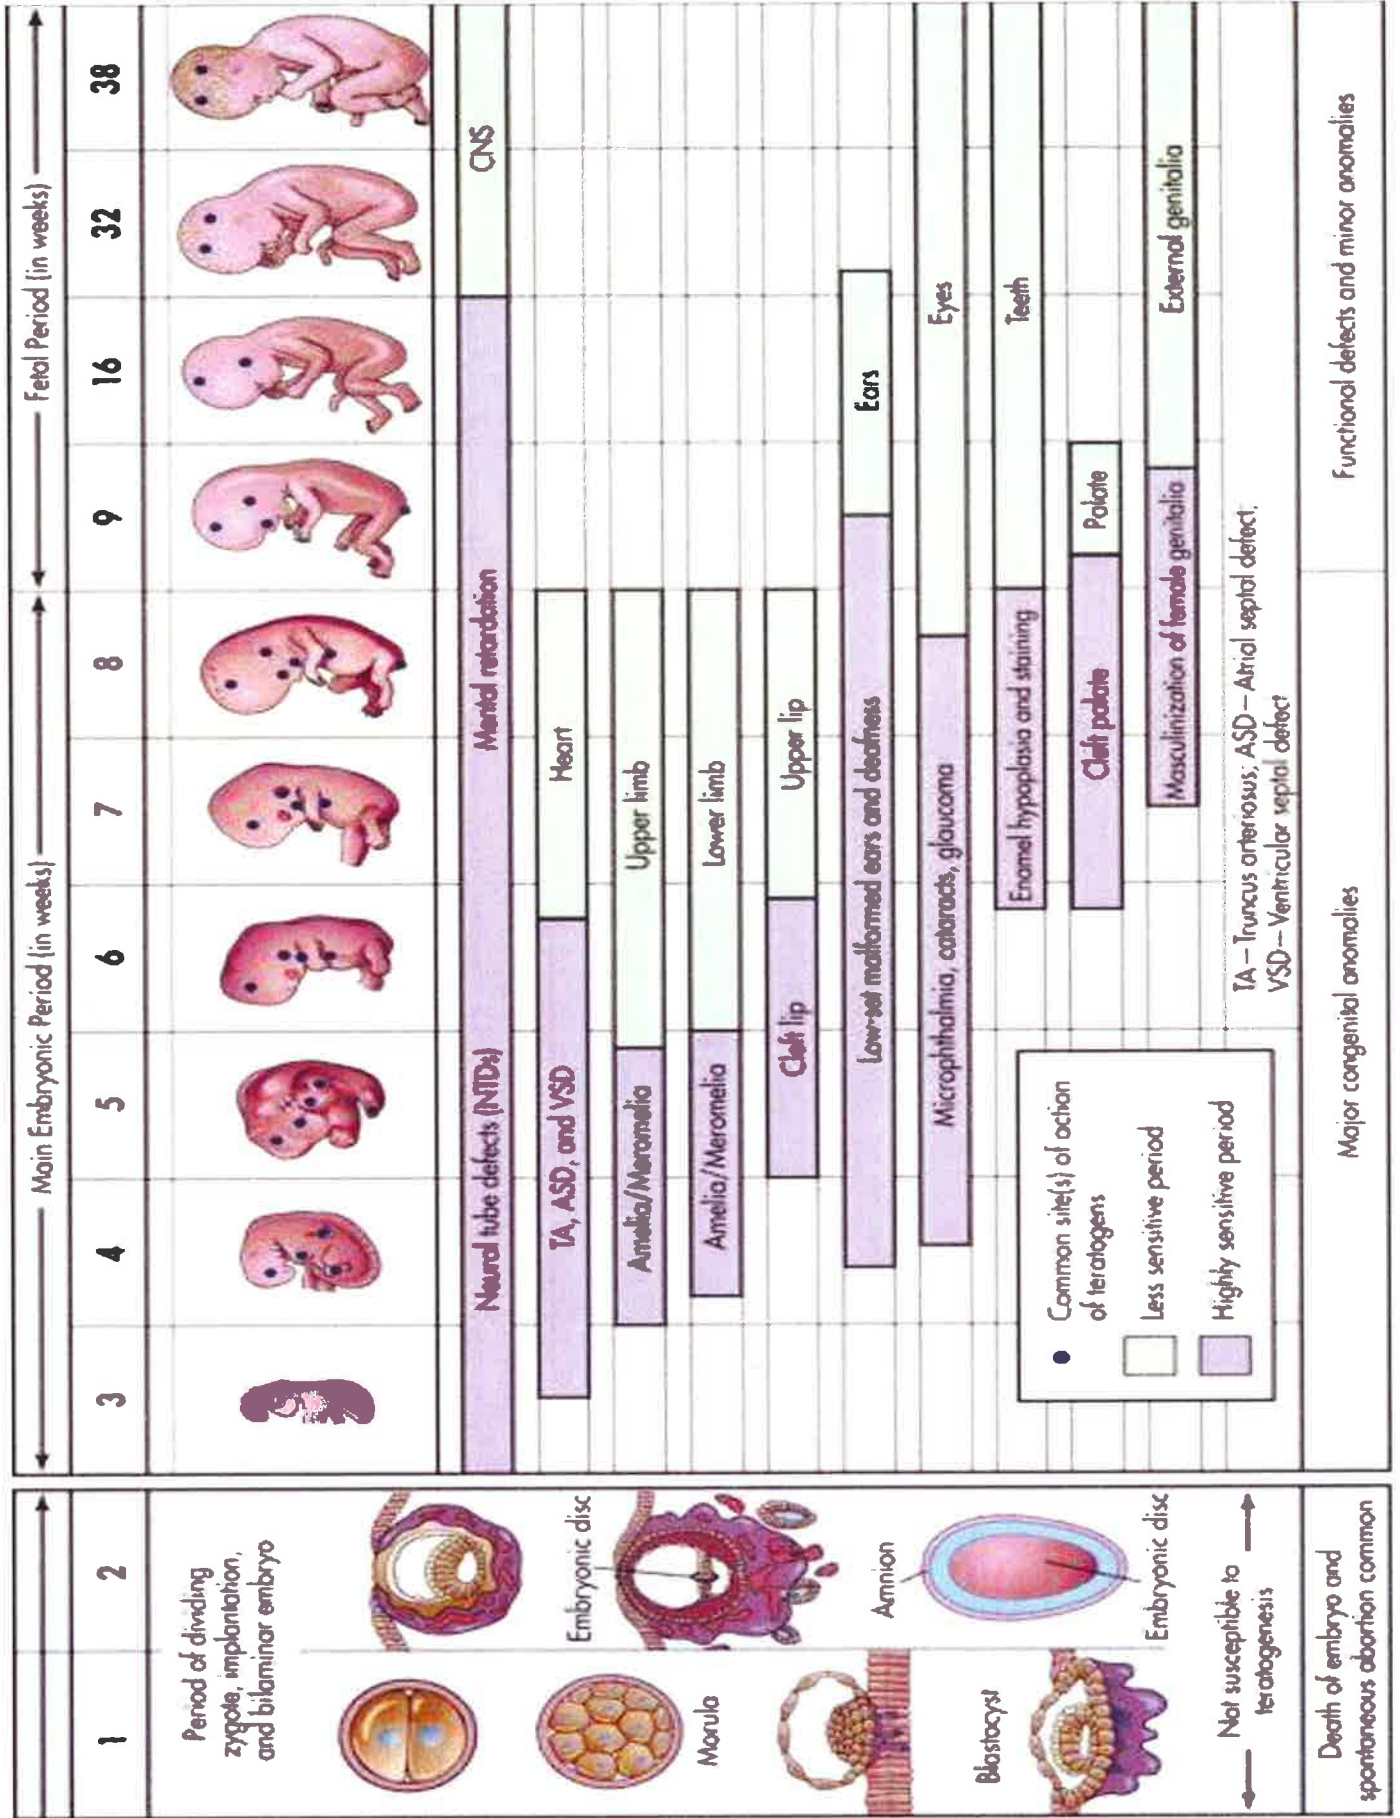 Main Embryonic Period (in weeks)
Fetal Period (in weeks)
1
2
3
4
5
6
7
8
9
16
32
38
Period of dividing
zygote, implantation,
and bilaminar embryo
Morula
Blastocyst
Embryonic disc
Amnion
Embryonic disc
Not susceptible to
teratogenesis
Death of embryo and
spontaneous abortion common
Neural tube defects (NTDs)
Mental retardation
CNS
TA, ASD, and VSD
Heart
Amelia/Meromelia
Upper limb
Amelia/Meromelia
Lower limb
Cleft lip
Upper lip
Low-set malformed ears and deafness
Ears
Microphthalmia, cataracts, glaucoma
Eyes
Enamel hypoplasia and staining
Teeth
Cleft palate
Palate
Masculinization of female genitalia
External genitalia
Common site(s) of action
of teratogens
Less sensitive period
Highly sensitive period
TA – Truncus arteriosus; ASD – Atrial septal defect;
VSD – Ventricular septal defect
Major congenital anomalies
Functional defects and minor anomalies